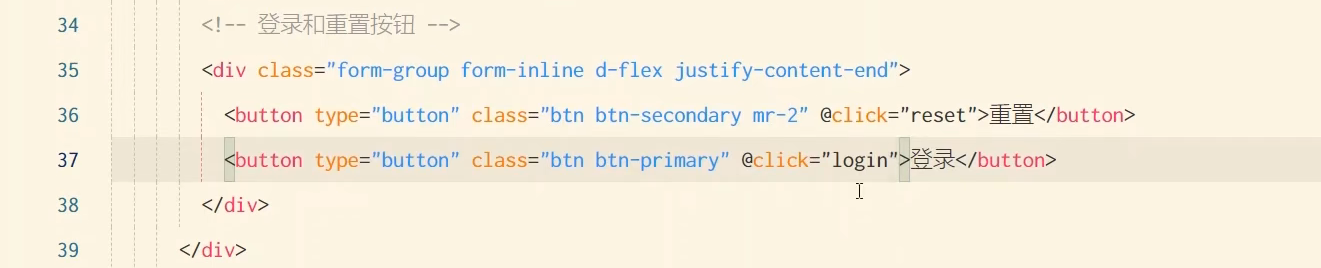 34 <!-- 登录和重置按钮 -->
35 <div class="form-group form-inline d-flex justify-content-end">
36 <button type="button" class="btn btn-secondary mr-2" @click="reset">重置</button>
37 <button type="button" class="btn btn-primary" @click="login">登录</button>
38 </div>
39 </div>